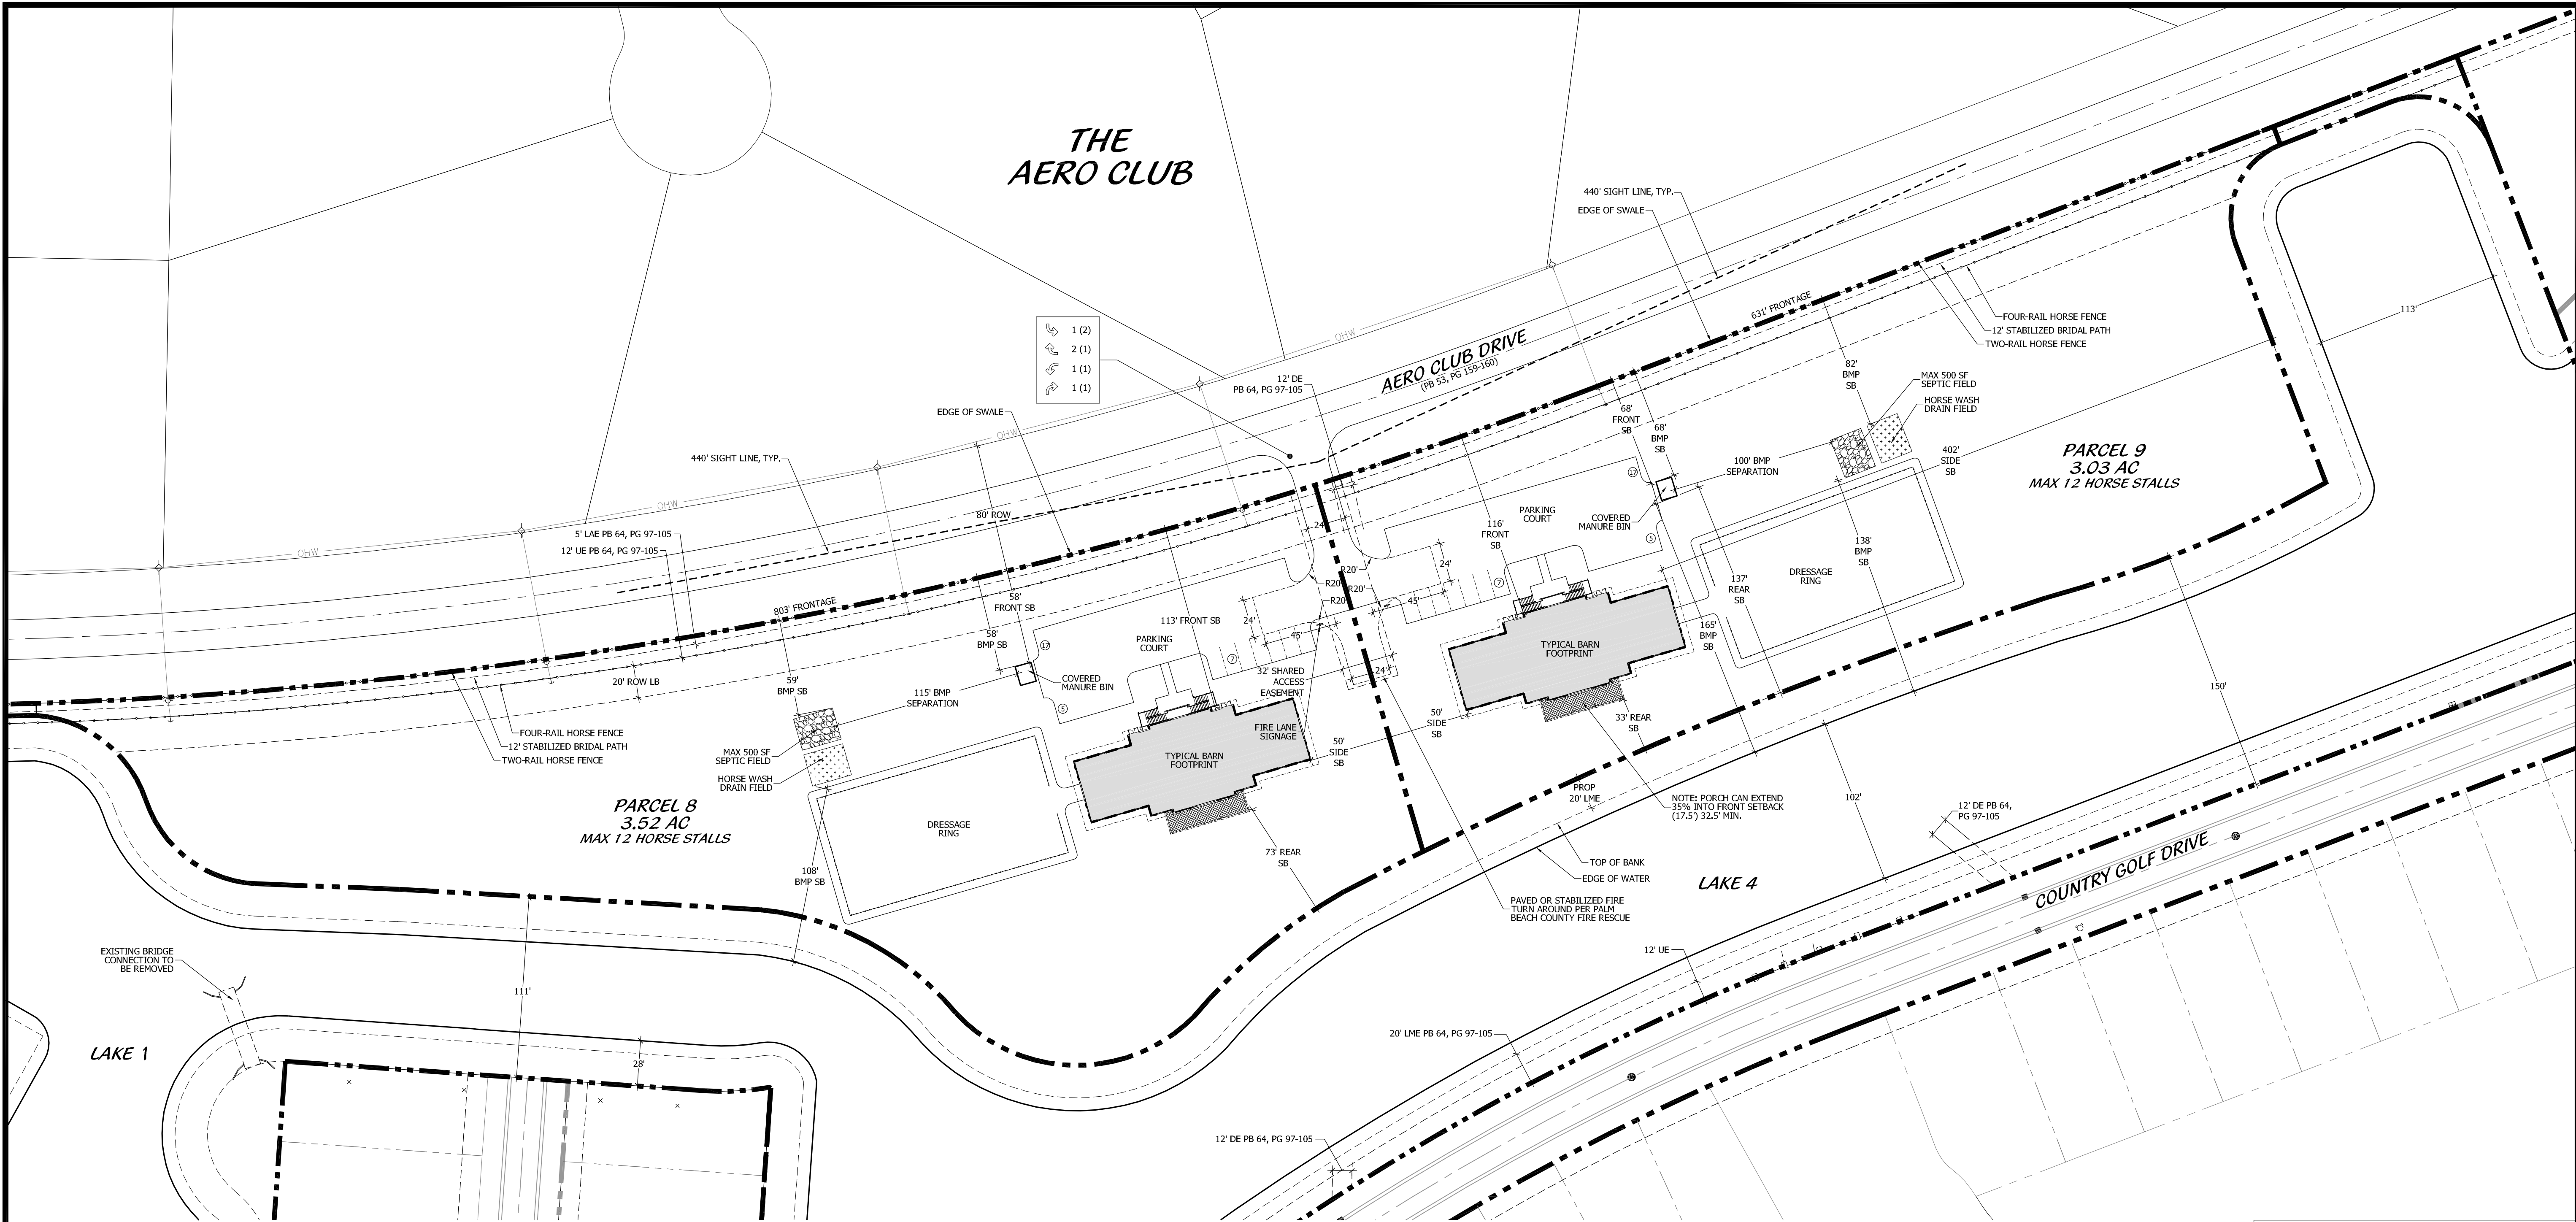 THE
AERO CLUB
440' SIGHT LINE, TYP.
EDGE OF SWALE
OHW
1 (2)
2 (1)
1 (1)
1 (1)
12' DE
PB 64, PG 97-105
AERO CLUB DRIVE
(PB 53, PG 159-160)
631' FRONTAGE
FOUR-RAIL HORSE FENCE
12' STABILIZED BRIDAL PATH
TWO-RAIL HORSE FENCE
113'
82'
BMP
SB
MAX 500 SF
SEPTIC FIELD
HORSE WASH
DRAIN FIELD
EDGE OF SWALE
OHW
440' SIGHT LINE, TYP.
68'
FRONT
SB
68'
BMP
SB
100' BMP
SEPARATION
402'
SIDE
SB
PARCEL 9
3.03 AC
MAX 12 HORSE STALLS
17
OHW
80' ROW
24'
116'
FRONT
SB
PARKING
COURT
COVERED
MANURE BIN
5
5' LAE PB 64, PG 97-105
12' UE PB 64, PG 97-105
OHW
138'
BMP
SB
DRESSAGE
RING
137'
REAR
SB
R20'
R20'
R20'
R20'
24'
7
45'
803' FRONTAGE
58'
FRONT SB
58'
BMP SB
113' FRONT SB
24'
45'
17
PARKING
COURT
7
165'
BMP
SB
TYPICAL BARN
FOOTPRINT
20' ROW LB
59'
BMP SB
115' BMP
SEPARATION
COVERED
MANURE BIN
5
32' SHARED
ACCESS
EASEMENT
24'
150'
FOUR-RAIL HORSE FENCE
12' STABILIZED BRIDAL PATH
TWO-RAIL HORSE FENCE
MAX 500 SF
SEPTIC FIELD
HORSE WASH
DRAIN FIELD
FIRE LANE
SIGNAGE
TYPICAL BARN
FOOTPRINT
50'
SIDE
SB
50'
SIDE
SB
33' REAR
SB
PARCEL 8
3.52 AC
MAX 12 HORSE STALLS
DRESSAGE
RING
PROP
20' LME
NOTE: PORCH CAN EXTEND
35% INTO FRONT SETBACK
(17.5') 32.5' MIN.
102'
12' DE PB 64,
PG 97-105
73' REAR
SB
108'
BMP SB
TOP OF BANK
EDGE OF WATER
LAKE 4
COUNTRY GOLF DRIVE
PAVED OR STABILIZED FIRE
TURN AROUND PER PALM
BEACH COUNTY FIRE RESCUE
EXISTING BRIDGE
CONNECTION TO
BE REMOVED
111'
12' UE
20' LME PB 64, PG 97-105
LAKE 1
28'
12' DE PB 64, PG 97-105